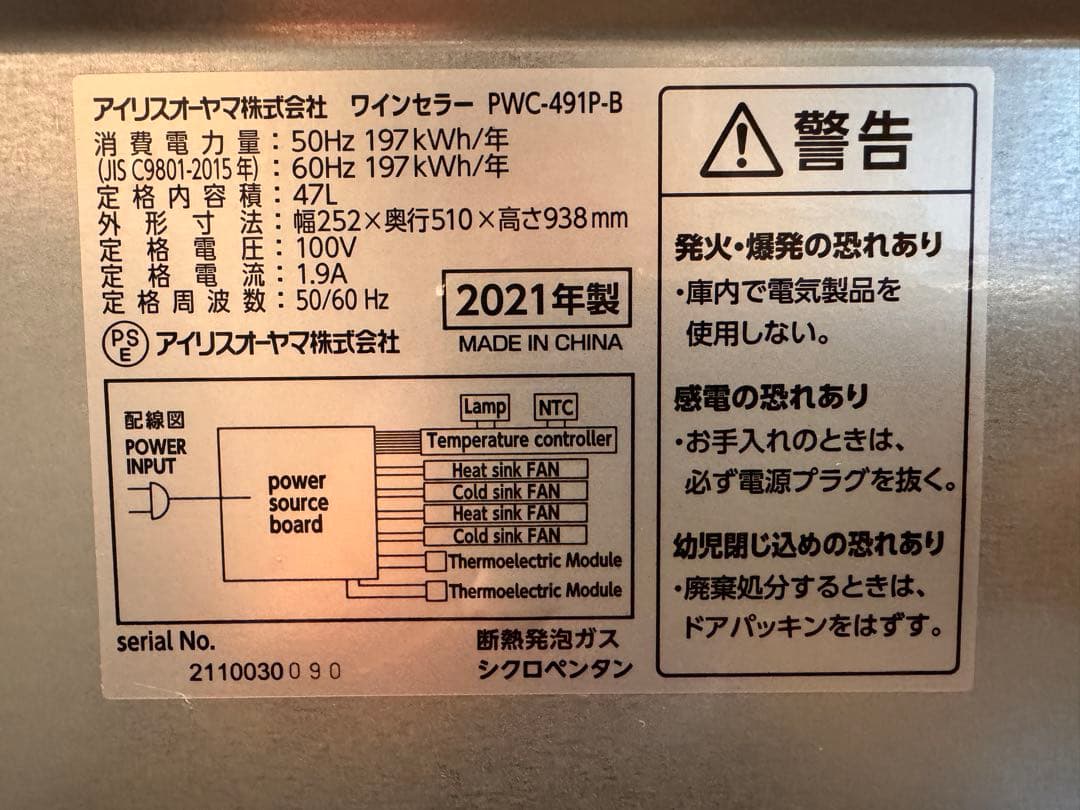 アイリスオーヤマ株式会社 ワインセラー PWC-491P-B
消費電力量：50Hz 197kWh/年
(JIS C9801-2015年)：60Hz 197kWh/年
定格内容積：47L
外形寸法：幅252×奥行510×高さ938mm
定格電圧：100V
定格電流：1.9A
定格周波数：50/60 Hz
2021年製
PSE アイリスオーヤマ株式会社
MADE IN CHINA
配線図
POWER
INPUT
power
source
board
Lamp NTC
Temperature controller
Heat sink FAN
Cold sink FAN
Heat sink FAN
Cold sink FAN
Thermoelectric Module
Thermoelectric Module
serial No.
2110030090
断熱発泡ガス
シクロペンタン
警告
発火・爆発の恐れあり
・庫内で電気製品を
使用しない。
感電の恐れあり
・お手入れのときは、
必ず電源プラグを抜く。
幼児閉じ込めの恐れあり
・廃棄処分するときは、
ドアパッキンをはずす。